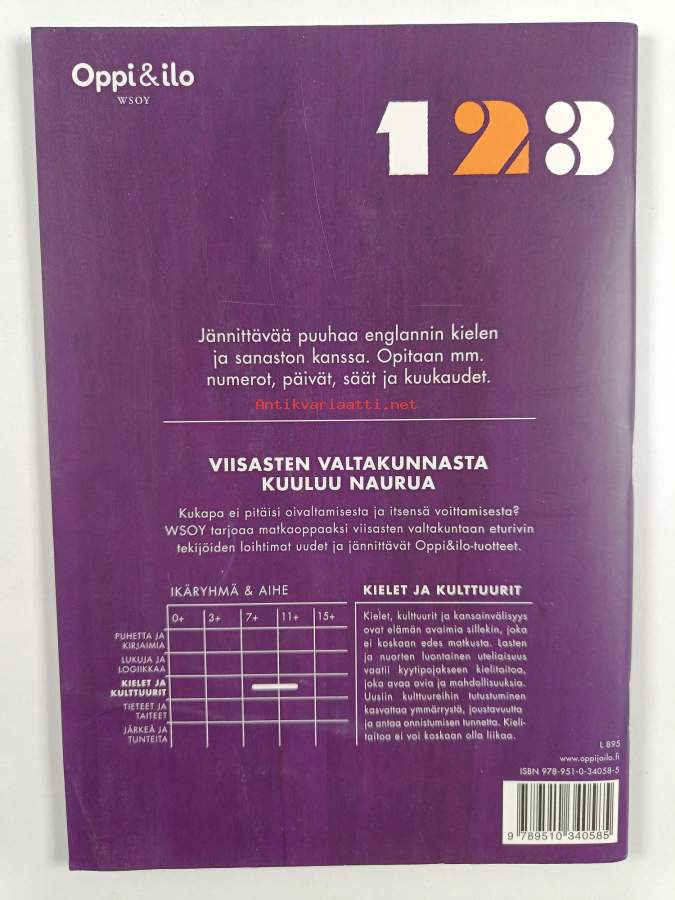 Oppi&ilo
WSOY
1 2 3
Jännittävää puuhaa englannin kielen
ja sanaston kanssa. Opitaan mm.
numerot, päivät, säät ja kuukaudet.
Antikvariaatti.net
VIISASTEN VALTAKUNNASTA
KUULUU NAURUA
Kukapa ei pitäisi oivaltamisesta ja itsensä voittamisesta?
WSOY tarjoaa matkaoppaaksi viisasten valtakuntaan eturivin
tekijöiden loihtimat uudet ja jännittävät Oppi&ilo-tuotteet.
IKÄRYHMÄ & AIHE
0+ 3+ 7+ 11+ 15+
PUHETTA JA
KIRJAIMIA
LUKUJA JA
LOGIIKKAA
KIELET JA
KULTTUURIT
TIETEET JA
TAITEET
JÄRKEÄ JA
TUNTEITA
KIELET JA KULTTUURIT
Kielet, kulttuurit ja kansainvälisyys
ovat elämän avaimia sillekin, joka
ei koskaan edes matkusta. Lasten
ja nuorten luontainen uteliaisuus
vaatii kyytipojakseen kielitaitoa,
joka avaa ovia ja mahdollisuuksia.
Uusiin kulttuureihin tutustuminen
kasvattaa ymmärrystä, joustavuutta
ja antaa onnistumisen tunnetta. Kieli-
taitoa ei voi koskaan olla liikaa.
L 895
www.oppijailo.fi
ISBN 978-951-0-34058-5
9 789510 340585